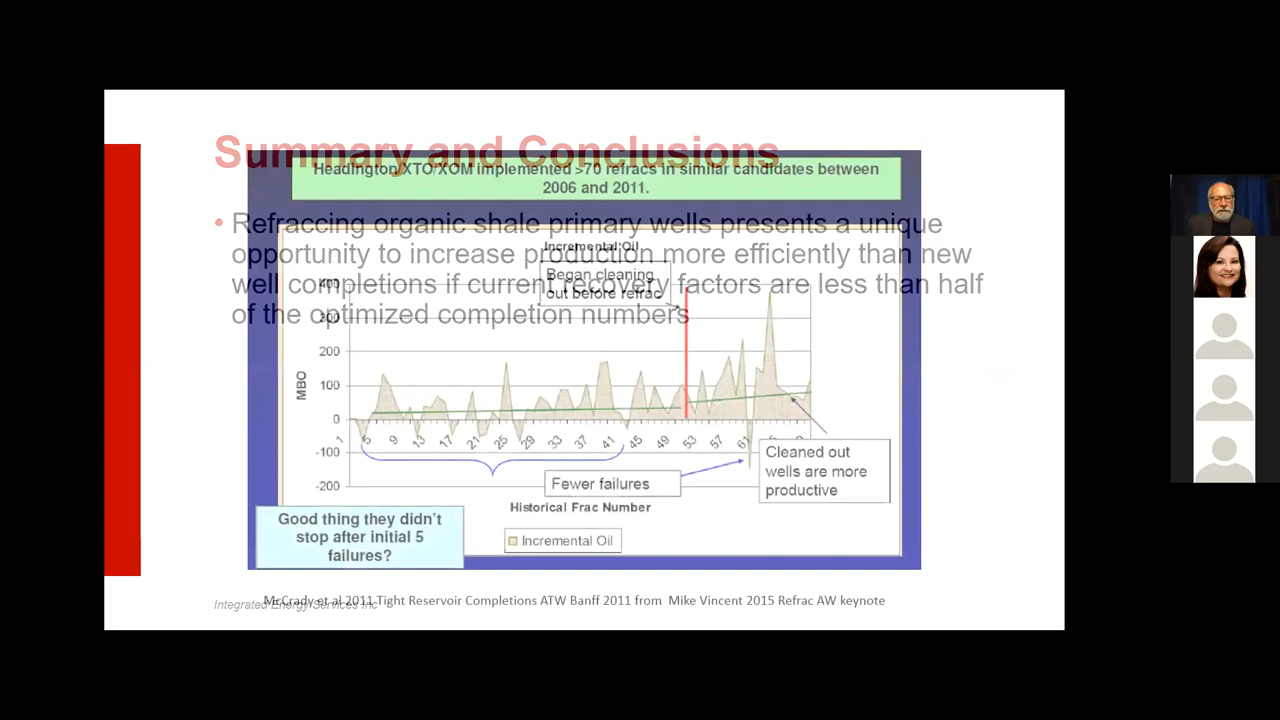 Summary and Conclusions
Headington/XTO/XOM implemented >70 refracs in similar candidates between
2006 and 2011.
• Refraccing organic shale primary wells presents a unique
opportunity to increase production more efficiently than new
well completions if current recovery factors are less than half
of the optimized completion numbers
Incremental Oil
Began cleaning
out before refrac
400
300
200
100
0
-100
-200
MBO
1 5 9 13 17 21 25 29 33 37 41 45 49 53 57 61
Fewer failures
Cleaned out
wells are more
productive
Historical Frac Number
Incremental Oil
Good thing they didn't
stop after initial 5
failures?
McCrady et al 2011 Tight Reservoir Completions ATW Banff 2011 from Mike Vincent 2015 Refrac AW keynote
Integrated Energy Services Inc